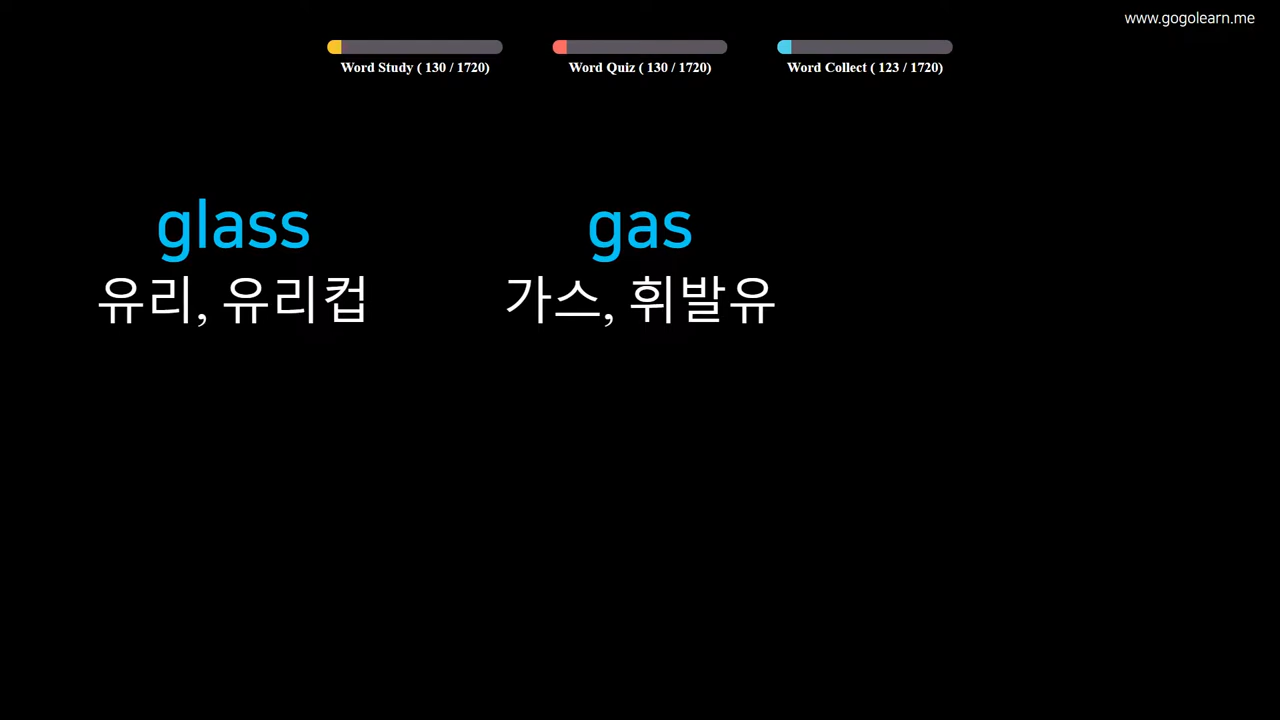 www.gogolearn.me
Word Study ( 130 / 1720) Word Quiz ( 130 / 1720) Word Collect ( 123 / 1720)
glass gas
유리, 유리컵 가스, 휘발유